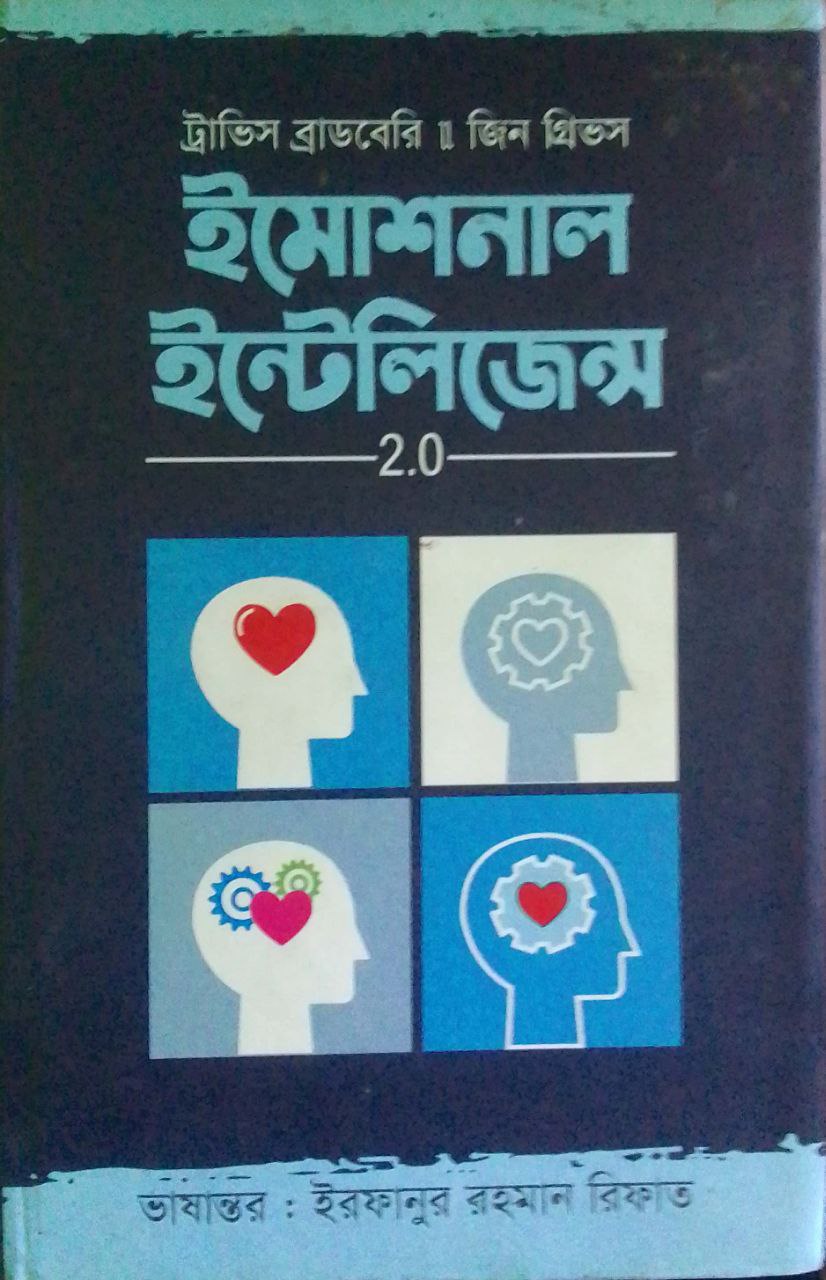 ট্রাভিস ব্রাডবেরি ॥ জিন গ্রিভস
ইমোশনাল
ইন্টেলিজেন্স
2.0
ভাষান্তর : ইরফানুর রহমান রিফাত